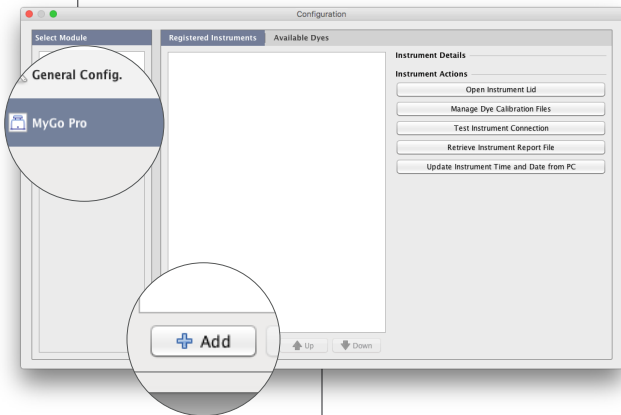 Configuration
Select Module
Registered Instruments Available Dyes
General Config.
MyGo Pro
Instrument Details
Instrument Actions
Open Instrument Lid
Manage Dye Calibration Files
Test Instrument Connection
Retrieve Instrument Report File
Update Instrument Time and Date from PC
Add
Up Down